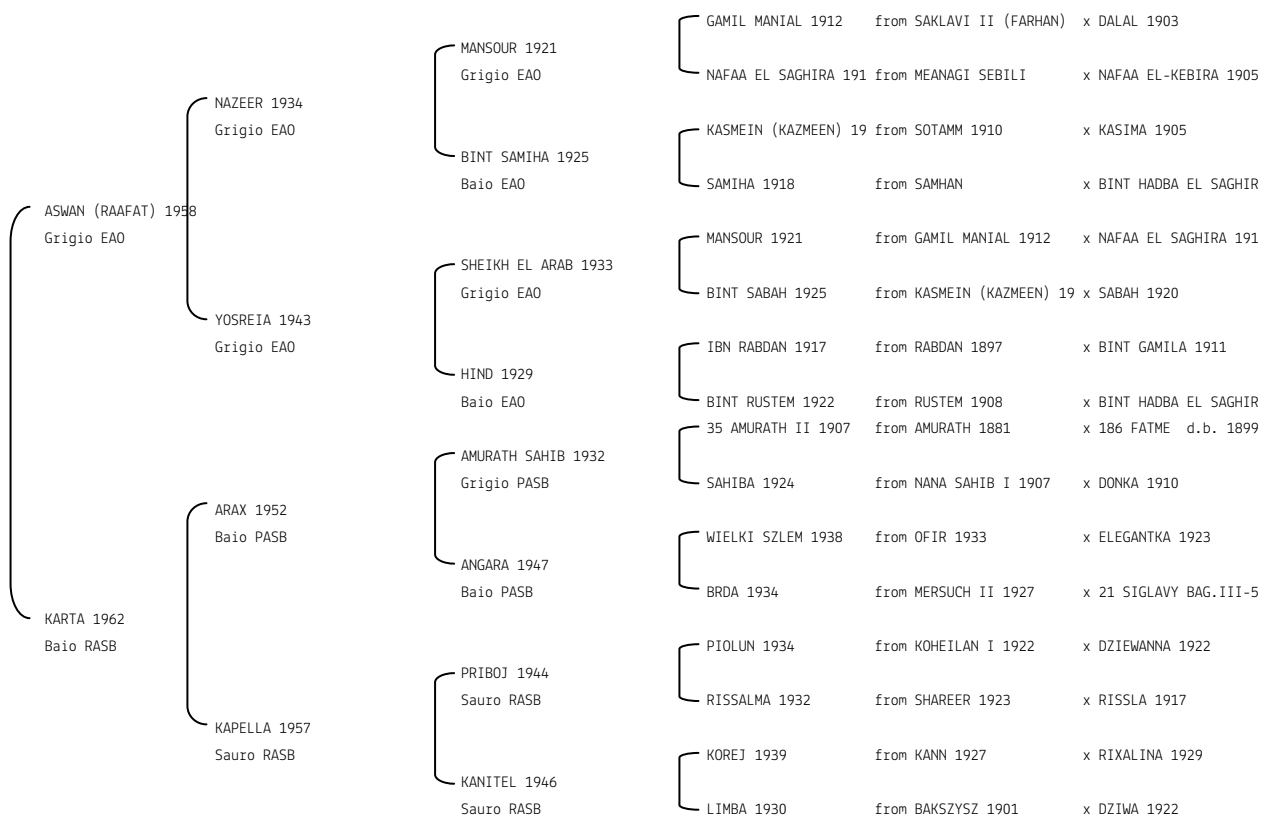 GAMIL MANIAL 1912 from SAKLAVI II (FARHAN) x DALAL 1903
MANSOUR 1921
Grigio EAO NAFAA EL SAGHIRA 191 from MEANAGI SEBILI x NAFAA EL-KEBIRA 1905
NAZEER 1934
Grigio EAO KASMEIN (KAZMEEN) 19 from SOTAMM 1910 x KASIMA 1905
BINT SAMIHA 1925
Baio EAO SAMIHA 1918 from SAMHAN x BINT HADBA EL SAGHIR
ASWAN (RAAFAT) 1958
Grigio EAO MANSOUR 1921 from GAMIL MANIAL 1912 x NAFAA EL SAGHIRA 191
SHEIKH EL ARAB 1933
Grigio EAO BINT SABAH 1925 from KASMEIN (KAZMEEN) 19 x SABAH 1920
YOSREIA 1943
Grigio EAO IBN RABDAN 1917 from RABDAN 1897 x BINT GAMILA 1911
HIND 1929
Baio EAO BINT RUSTEM 1922 from RUSTEM 1908 x BINT HADBA EL SAGHIR
35 AMURATH II 1907 from AMURATH 1881 x 186 FATME d.b. 1899
AMURATH SAHIB 1932
Grigio PASB SAHIBA 1924 from NANA SAHIB I 1907 x DONKA 1910
ARAX 1952
Baio PASB WIELKI SZLEM 1938 from OFIR 1933 x ELEGANTKA 1923
ANGARA 1947
Baio PASB BRDA 1934 from MERSUCH II 1927 x 21 SIGLAVY BAG.III-5
KARTA 1962
Baio RASB PIOLUN 1934 from KOHEILAN I 1922 x DZIEWANNA 1922
PRIBOJ 1944
Sauro RASB RISSALMA 1932 from SHAREER 1923 x RISSLA 1917
KAPELLA 1957
Sauro RASB KOREJ 1939 from KANN 1927 x RIXALINA 1929
KANITEL 1946
Sauro RASB LIMBA 1930 from BAKSZYSZ 1901 x DZIWA 1922